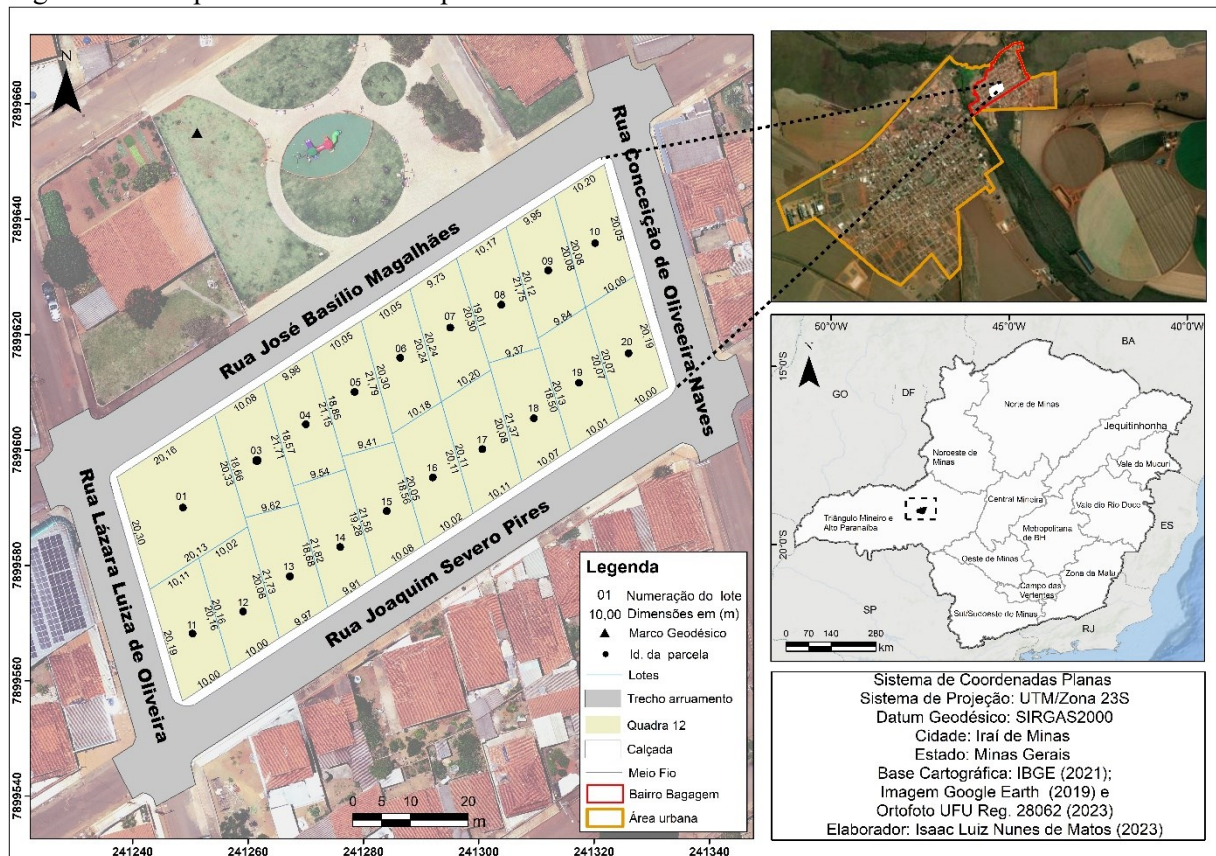 N
7899660
7899640
7899620
7899600
7899580
7899560
7899540
241240
241260
241280
241300
241320
241340
Rua José Basílio Magalhães
Rua Conceição de Oliveeira Naves
Rua Lázara Luiza de Oliveira
Rua Joaquim Severo Pires
20,16
10,08
9,98
10,05
10,05
9,73
10,17
9,95
10,20
20,05
20,30
01
18,66
20,33
03
18,57
21,71
04
18,85
21,15
05
20,30
21,79
06
20,24
20,24
07
19,01
20,30
08
20,12
21,75
09
20,08
20,08
10
20,13
10,11
10,02
9,62
9,54
9,41
10,18
10,20
9,37
9,84
10,09
20,19
11
20,16
20,16
12
21,73
20,06
13
21,82
18,68
14
21,58
19,28
15
20,05
18,56
16
20,11
20,11
17
21,37
20,08
18
20,13
18,50
19
20,07
20,07
20
20,19
10,00
10,00
9,97
9,91
10,08
10,02
10,11
10,07
10,01
10,00
0 10 20
m
Legenda
01 Numeração do lote
10,00 Dimensões em (m)
Marco Geodésico
Id. da parcela
Lotes
Trecho arruamento
Quadra 12
Calçada
Meio Fio
Bairro Bagagem
Área urbana
50°0'W
45°0'W
40°0'W
15°0'S
20°0'S
BA
GO
DF
ES
SP
RJ
Norte de Minas
Jequitinhonha
Noroeste
de Minas
Vale do Mucuri
Central Mineira
Vale do Rio Doce
Triângulo Mineiro e
Alto Paranaíba
Metropolitana
de BH
Oeste de Minas
Zona da Mata
Campo das
Vertentes
Sul/Sudoeste de Minas
0 70 140 280
km
Sistema de Coordenadas Planas
Sistema de Projeção: UTM/Zona 23S
Datum Geodésico: SIRGAS2000
Cidade: Iraí de Minas
Estado: Minas Gerais
Base Cartográfica: IBGE (2021);
Imagem Google Earth (2019) e
Ortofoto UFU Reg. 28062 (2023)
Elaborador: Isaac Luiz Nunes de Matos (2023)